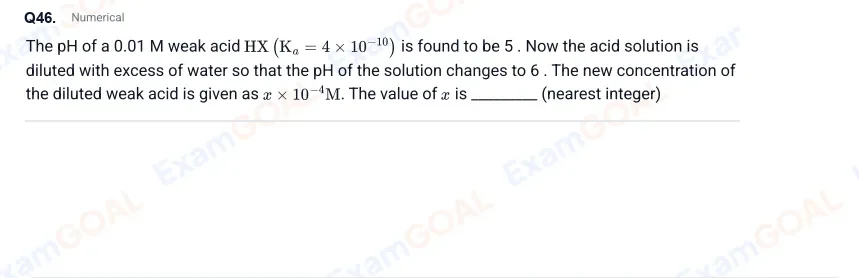 Q46. Numerical
The pH of a 0.01 M weak acid HX (Kₐ = 4 × 10⁻¹⁰) is found to be 5 . Now the acid solution is
diluted with excess of water so that the pH of the solution changes to 6 . The new concentration of
the diluted weak acid is given as x × 10⁻⁴M. The value of x is ________ (nearest integer)
ExamGOAL
ExamGOAL
ExamGOAL
ExamGOAL
ExamGOAL